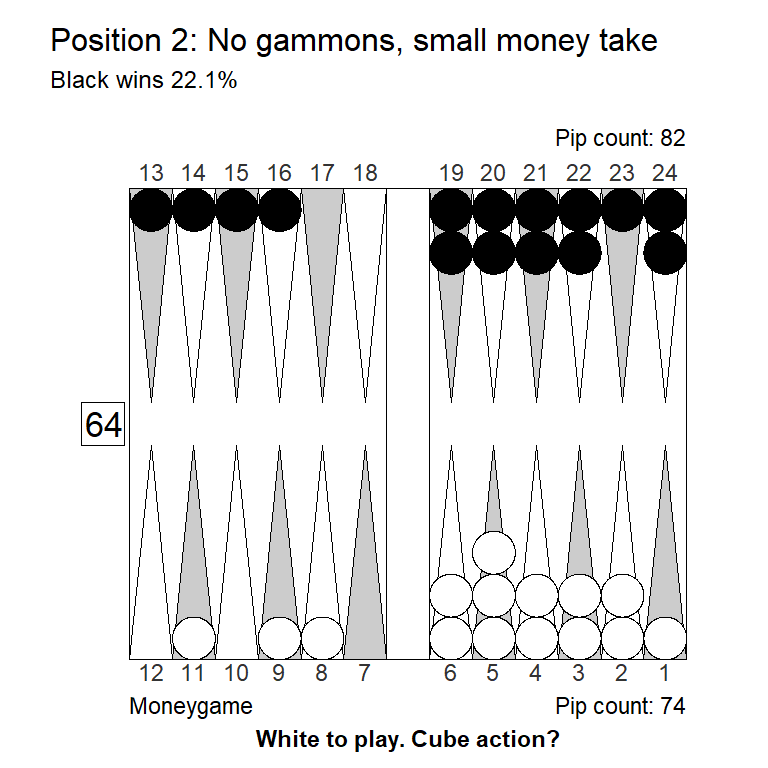 Position 2: No gammons, small money take
Black wins 22.1%
Pip count: 82
13 14 15 16 17 18 19 20 21 22 23 24
64
12 11 10 9 8 7 6 5 4 3 2 1
Moneygame Pip count: 74
White to play. Cube action?